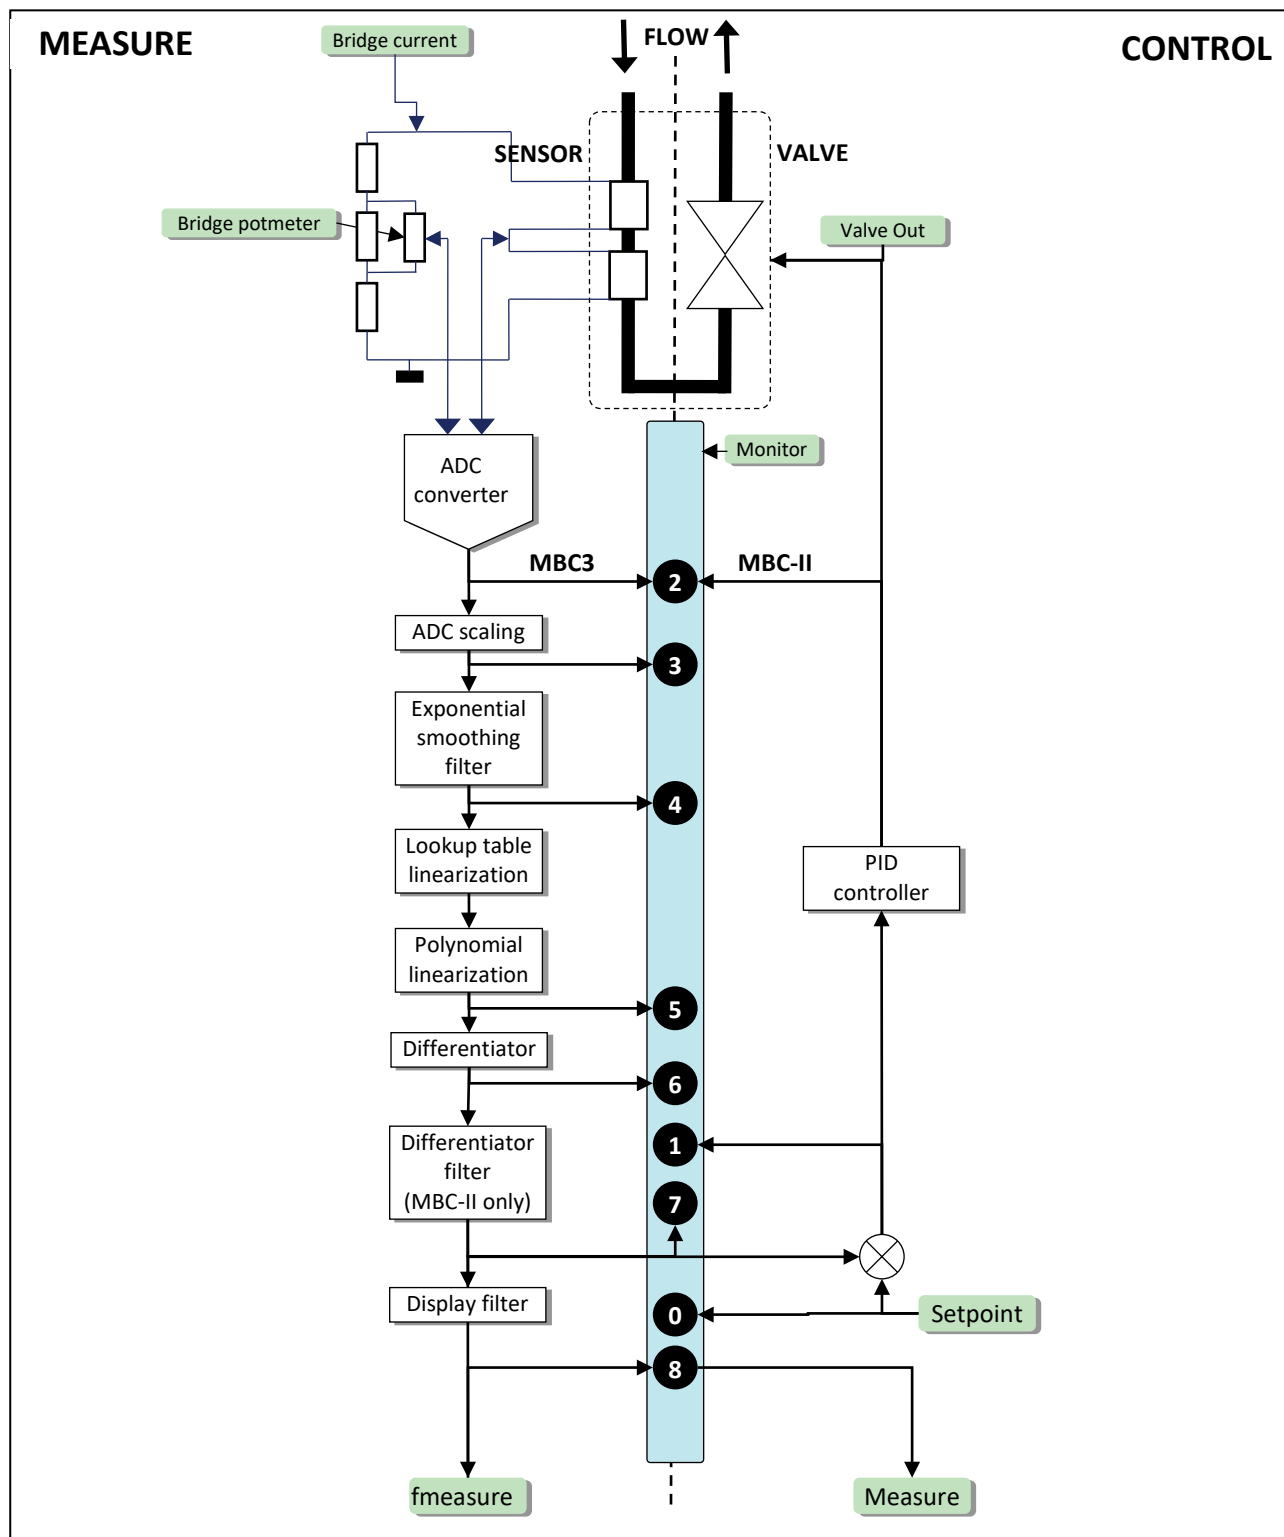 MEASURE
Bridge current
FLOW
CONTROL
SENSOR
VALVE
Bridge potmeter
Valve Out
Monitor
ADC
converter
MBC3
2
MBC-II
ADC scaling
3
Exponential
smoothing
filter
4
Lookup table
linearization
PID
controller
Polynomial
linearization
5
Differentiator
6
Differentiator
filter
(MBC-II only)
1
7
Display filter
0
Setpoint
8
fmeasure
Measure